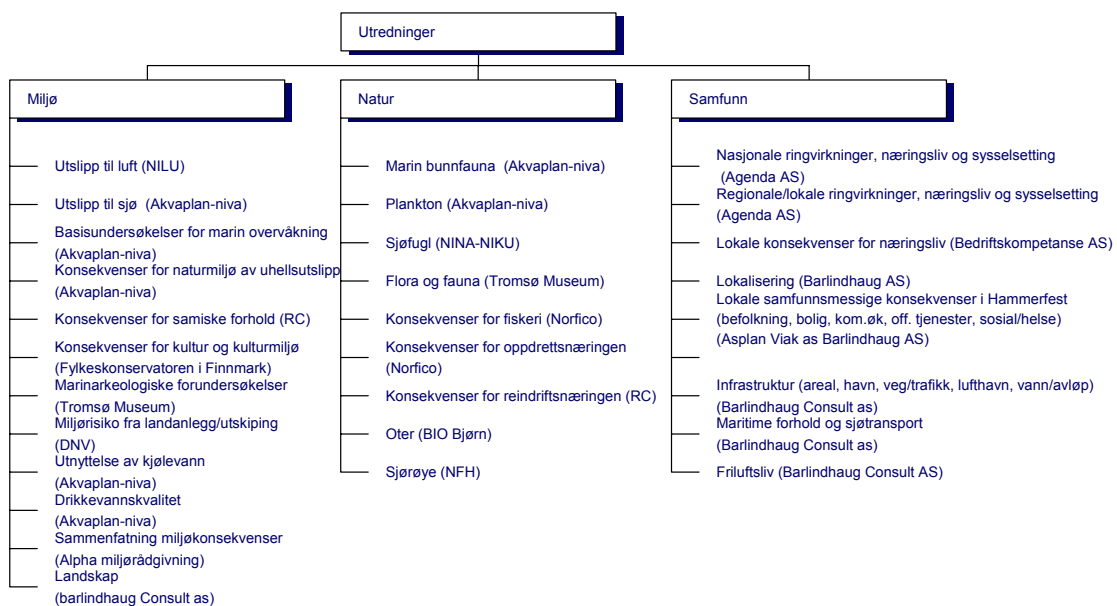 Utredninger
Miljø
Utslipp til luft (NILU)
Utslipp til sjø (Akvaplan-niva)
Basisundersøkelser for marin overvåkning
(Akvaplan-niva)
Konsekvenser for naturmiljø av uhellsutslipp
(Akvaplan-niva)
Konsekvenser for samiske forhold (RC)
Konsekvenser for kultur og kulturmiljø
(Fylkeskonservatoren i Finnmark)
Marinarkeologiske forundersøkelser
(Tromsø Museum)
Miljørisiko fra landanlegg/utskiping
(DNV)
Utnyttelse av kjølevann
(Akvaplan-niva)
Drikkevannskvalitet
(Akvaplan-niva)
Sammenfatning miljøkonsekvenser
(Alpha miljørådgivning)
Landskap
(barlindhaug Consult as)
Natur
Marin bunnfauna (Akvaplan-niva)
Plankton (Akvaplan-niva)
Sjøfugl (NINA-NIKU)
Flora og fauna (Tromsø Museum)
Konsekvenser for fiskeri (Norfico)
Konsekvenser for oppdrettsnæringen
(Norfico)
Konsekvenser for reindriftsnæringen (RC)
Oter (BIO Bjørn)
Sjørøye (NFH)
Samfunn
Nasjonale ringvirkninger, næringsliv og sysselsetting
(Agenda AS)
Regionale/lokale ringvirkninger, næringsliv og sysselsetting
(Agenda AS)
Lokale konsekvenser for næringsliv (Bedriftskompetanse AS)
Lokalisering (Barlindhaug AS)
Lokale samfunnsmessige konsekvenser i Hammerfest
(befolkning, bolig, kom.øk, off. tjenester, sosial/helse)
(Asplan Viak as Barlindhaug AS)
Infrastruktur (areal, havn, veg/trafikk, lufthavn, vann/avløp)
(Barlindhaug Consult as)
Maritime forhold og sjøtransport
(Barlindhaug Consult as)
Friluftsliv (Barlindhaug Consult AS)